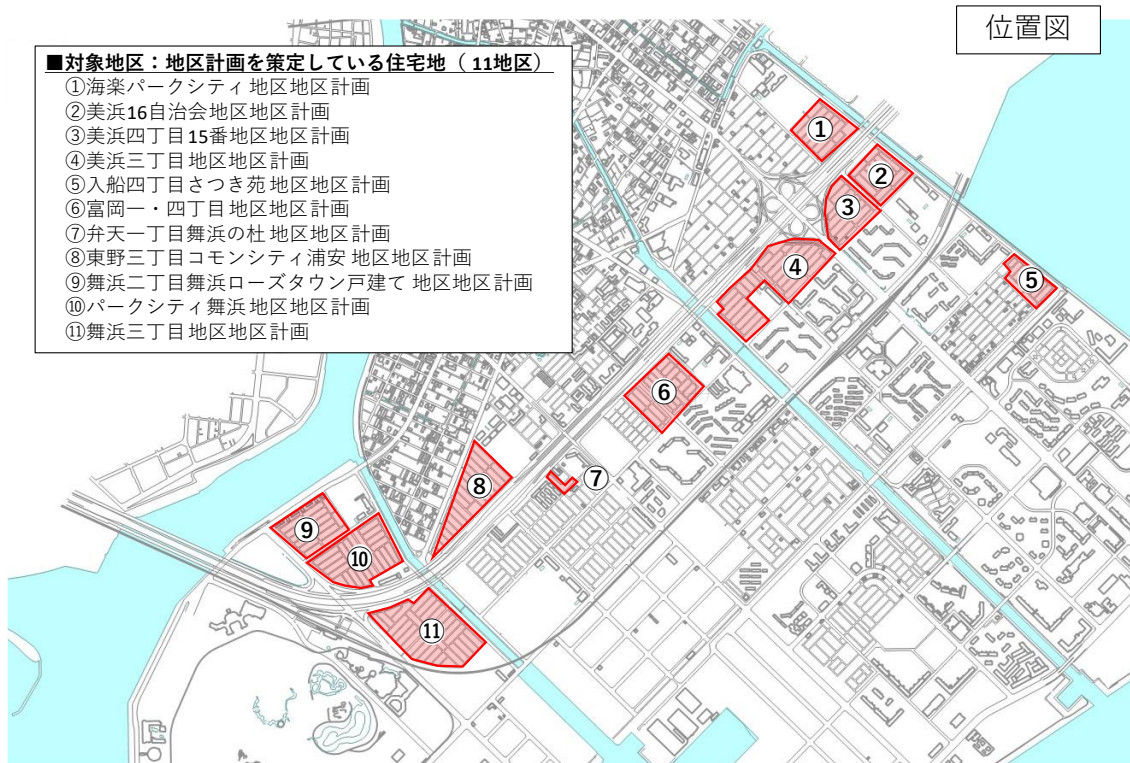 位置図
■対象地区：地区計画を策定している住宅地（ 11地区）
①海楽パークシティ地区地区計画
②美浜16自治会地区地区計画
③美浜四丁目15番地区地区計画
④美浜三丁目地区地区計画
⑤入船四丁目さつき苑地区地区計画
⑥富岡一・四丁目地区地区計画
⑦弁天一丁目舞浜の杜地区地区計画
⑧東野三丁目コモンシティ浦安地区地区計画
⑨舞浜二丁目舞浜ローズタウン戸建て地区地区計画
⑩パークシティ舞浜地区地区計画
⑪舞浜三丁目地区地区計画
①
②
③
④
⑤
⑥
⑦
⑧
⑨
⑩
⑪